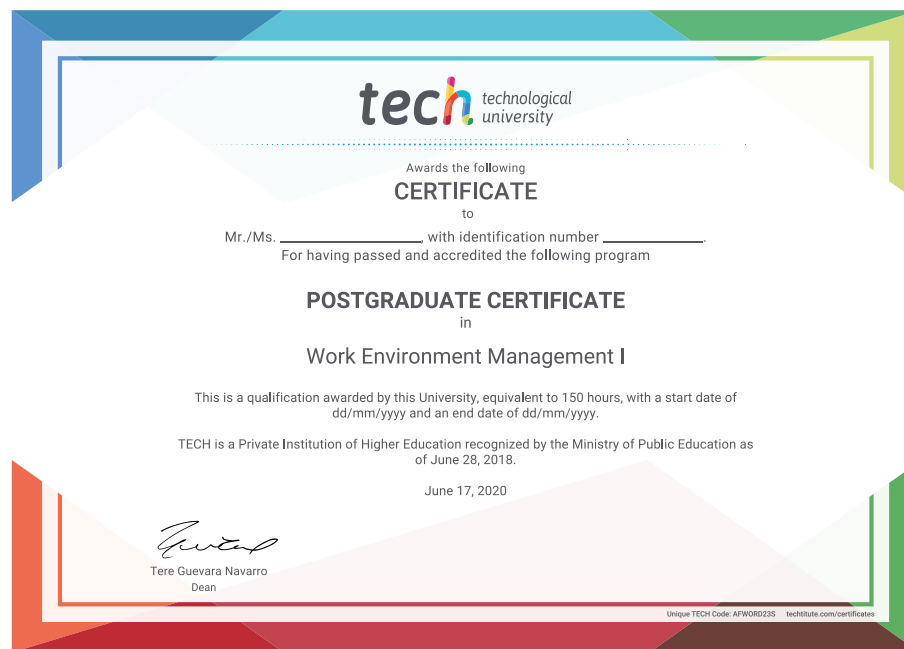 tech technological
university
Awards the following
CERTIFICATE
to
Mr./Ms. ____________________, with identification number ______________.
For having passed and accredited the following program
POSTGRADUATE CERTIFICATE
in
Work Environment Management I
This is a qualification awarded by this University, equivalent to 150 hours, with a start date of
dd/mm/yyyy and an end date of dd/mm/yyyy.
TECH is a Private Institution of Higher Education recognized by the Ministry of Public Education as
of June 28, 2018.
June 17, 2020
Tere Guevara Navarro
Dean
Unique TECH Code: AFWORD23S techtitute.com/certificates